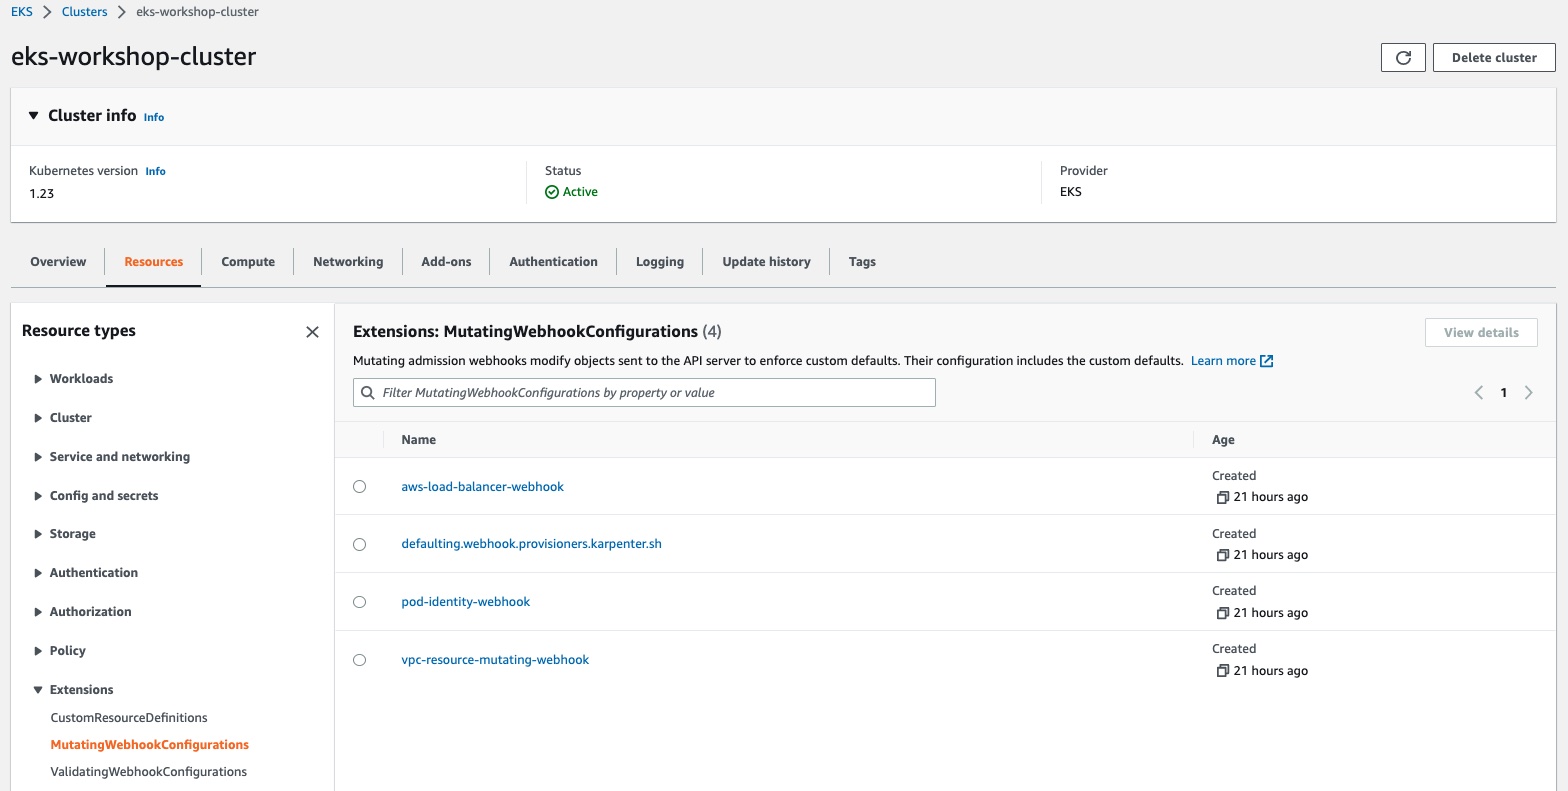 EKS > Clusters > eks-workshop-cluster
eks-workshop-cluster
Delete cluster
Cluster info Info
Kubernetes version Info
1.23
Status
Active
Provider
EKS
Overview Resources Compute Networking Add-ons Authentication Logging Update history Tags
Resource types
Workloads
Cluster
Service and networking
Config and secrets
Storage
Authentication
Authorization
Policy
Extensions
CustomResourceDefinitions
MutatingWebhookConfigurations
ValidatingWebhookConfigurations
Extensions: MutatingWebhookConfigurations (4)
View details
Mutating admission webhooks modify objects sent to the API server to enforce custom defaults. Their configuration includes the custom defaults. Learn more
Filter MutatingWebhookConfigurations by property or value
1
Name Age
aws-load-balancer-webhook
Created
21 hours ago
defaulting.webhook.provisioners.karpenter.sh
Created
21 hours ago
pod-identity-webhook
Created
21 hours ago
vpc-resource-mutating-webhook
Created
21 hours ago